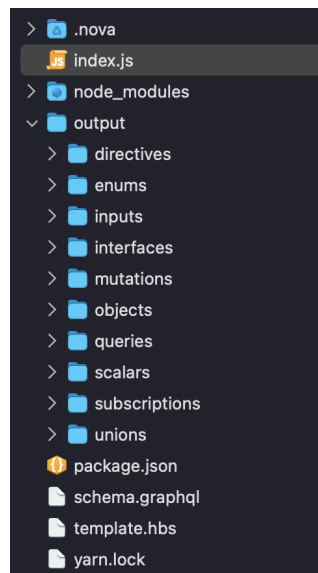 .nova
index.js
node_modules
output
directives
enums
inputs
interfaces
mutations
objects
queries
scalars
subscriptions
unions
package.json
schema.graphql
template.hbs
yarn.lock